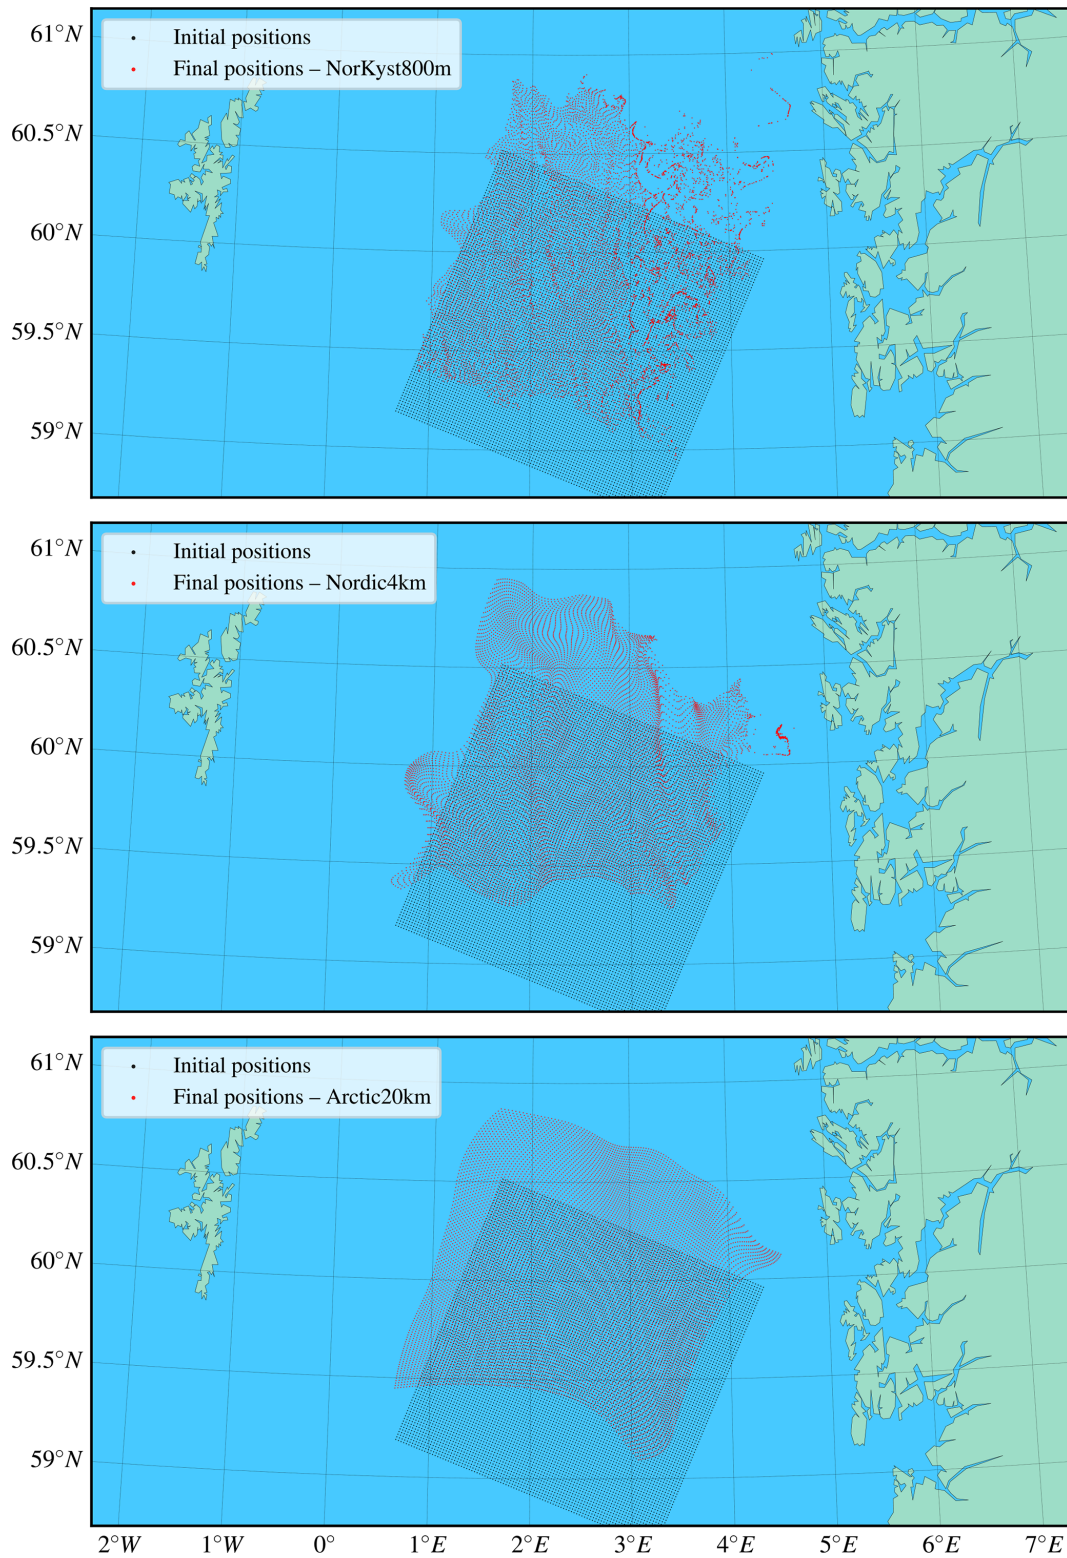 61°N
Initial positions
Final positions – NorKyst800m
60.5°N
60°N
59.5°N
59°N
61°N
Initial positions
Final positions – Nordic4km
60.5°N
60°N
59.5°N
59°N
61°N
Initial positions
Final positions – Arctic20km
60.5°N
60°N
59.5°N
59°N
2°W 1°W 0° 1°E 2°E 3°E 4°E 5°E 6°E 7°E